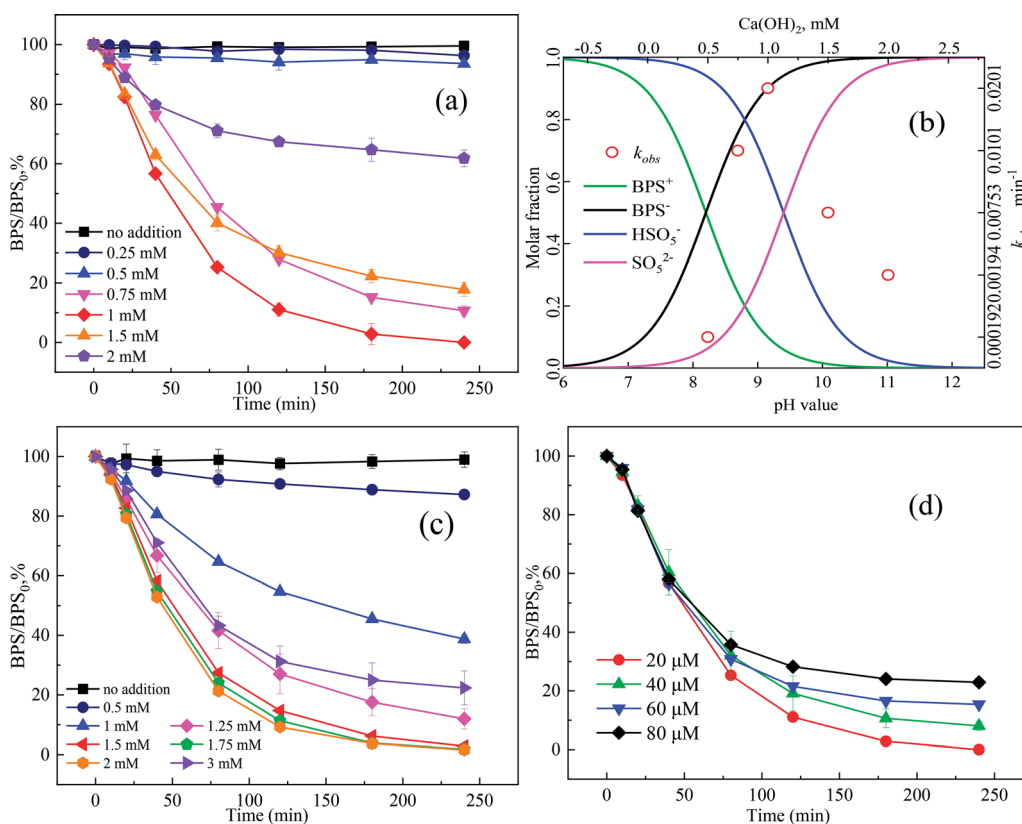 (a)
100
80
60
40
20
0
BPS/BPS₀,%
no addition
0.25 mM
0.5 mM
0.75 mM
1 mM
1.5 mM
2 mM
0 50 100 150 200 250
Time (min)
Ca(OH)₂, mM
-0.5 0.0 0.5 1.0 1.5 2.0 2.5
(b)
1.0
0.8
0.6
0.4
0.2
0.0
Molar fraction
k_obs
BPS⁺
BPS⁻
HSO₅⁻
SO₅²⁻
0.0201
0.0101
0.00753
0.00194
0.000192
min⁻¹
6 7 8 9 10 11 12
pH value
(c)
100
80
60
40
20
0
BPS/BPS₀,%
no addition
0.5 mM
1 mM 1.25 mM
1.5 mM 1.75 mM
2 mM 3 mM
0 50 100 150 200 250
Time (min)
(d)
100
80
60
40
20
0
BPS/BPS₀,%
20 μM
40 μM
60 μM
80 μM
0 50 100 150 200 250
Time (min)